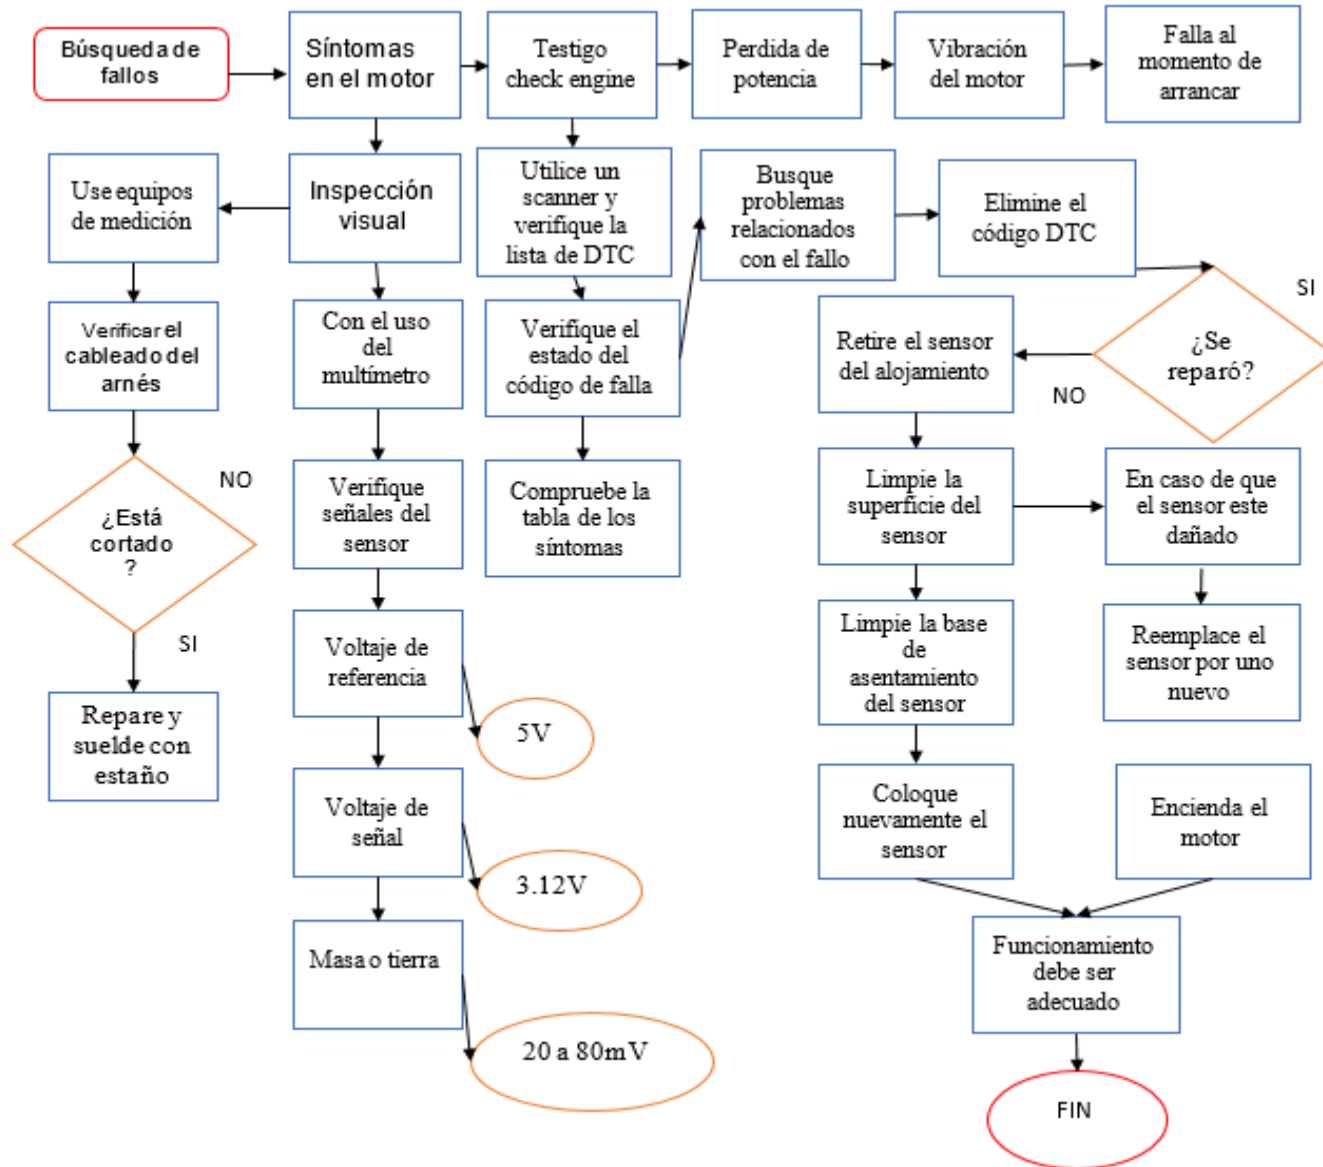 Búsqueda de
fallos
Síntomas
en el motor
Testigo
check engine
Perdida de
potencia
Vibración
del motor
Falla al
momento de
arrancar
Use equipos
de medición
Inspección
visual
Utilice un
scanner y
verifique la
lista de DTC
Busque
problemas
relacionados
con el fallo
Elimine el
código DTC
SI
Verificar el
cableado del
arnés
Con el uso
del
multímetro
Verifique el
estado del
código de falla
Retire el sensor
del alojamiento
¿Se
reparó?
NO
NO
¿Está
cortado
?
SI
Verifique
señales del
sensor
Compruebe la
tabla de los
síntomas
Limpie la
superficie del
sensor
En caso de que
el sensor este
dañado
Repare y
suelde con
estaño
Voltaje de
referencia
5V
Limpie la base
de
asentamiento
del sensor
Reemplace el
sensor por uno
nuevo
Voltaje de
señal
3.12V
Coloque
nuevamente el
sensor
Encienda el
motor
Masa o tierra
20 a 80mV
Funcionamiento
debe ser
adecuado
FIN